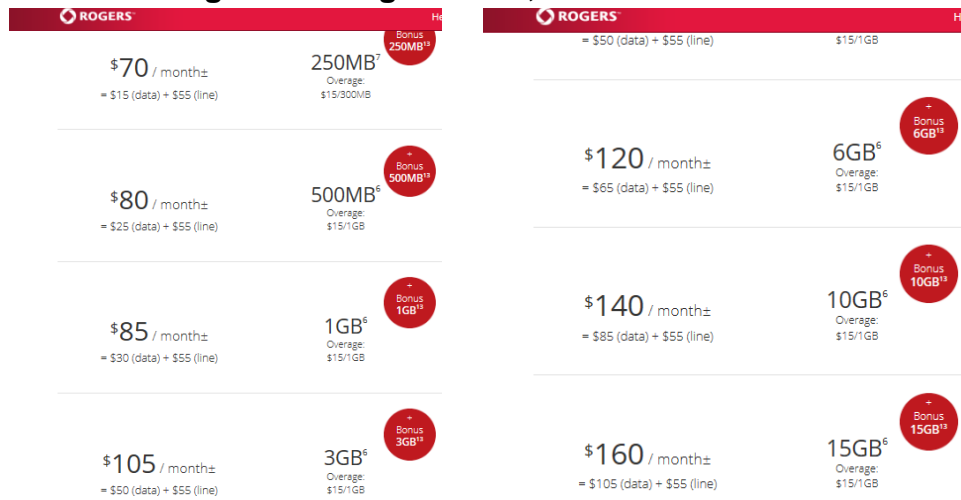 ROGERS™
Bonus
250MB¹³
$70 / month±
= $15 (data) + $55 (line)
250MB⁷
Overage:
$15/300MB
+
Bonus
500MB¹³
$80 / month±
= $25 (data) + $55 (line)
500MB⁶
Overage:
$15/1GB
+
Bonus
1GB¹³
$85 / month±
= $30 (data) + $55 (line)
1GB⁶
Overage:
$15/1GB
+
Bonus
3GB¹³
$105 / month±
= $50 (data) + $55 (line)
3GB⁶
Overage:
$15/1GB
ROGERS™
= $50 (data) + $55 (line)
$15/1GB
+
Bonus
6GB¹³
$120 / month±
= $65 (data) + $55 (line)
6GB⁶
Overage:
$15/1GB
+
Bonus
10GB¹³
$140 / month±
= $85 (data) + $55 (line)
10GB⁶
Overage:
$15/1GB
+
Bonus
15GB¹³
$160 / month±
= $105 (data) + $55 (line)
15GB⁶
Overage:
$15/1GB